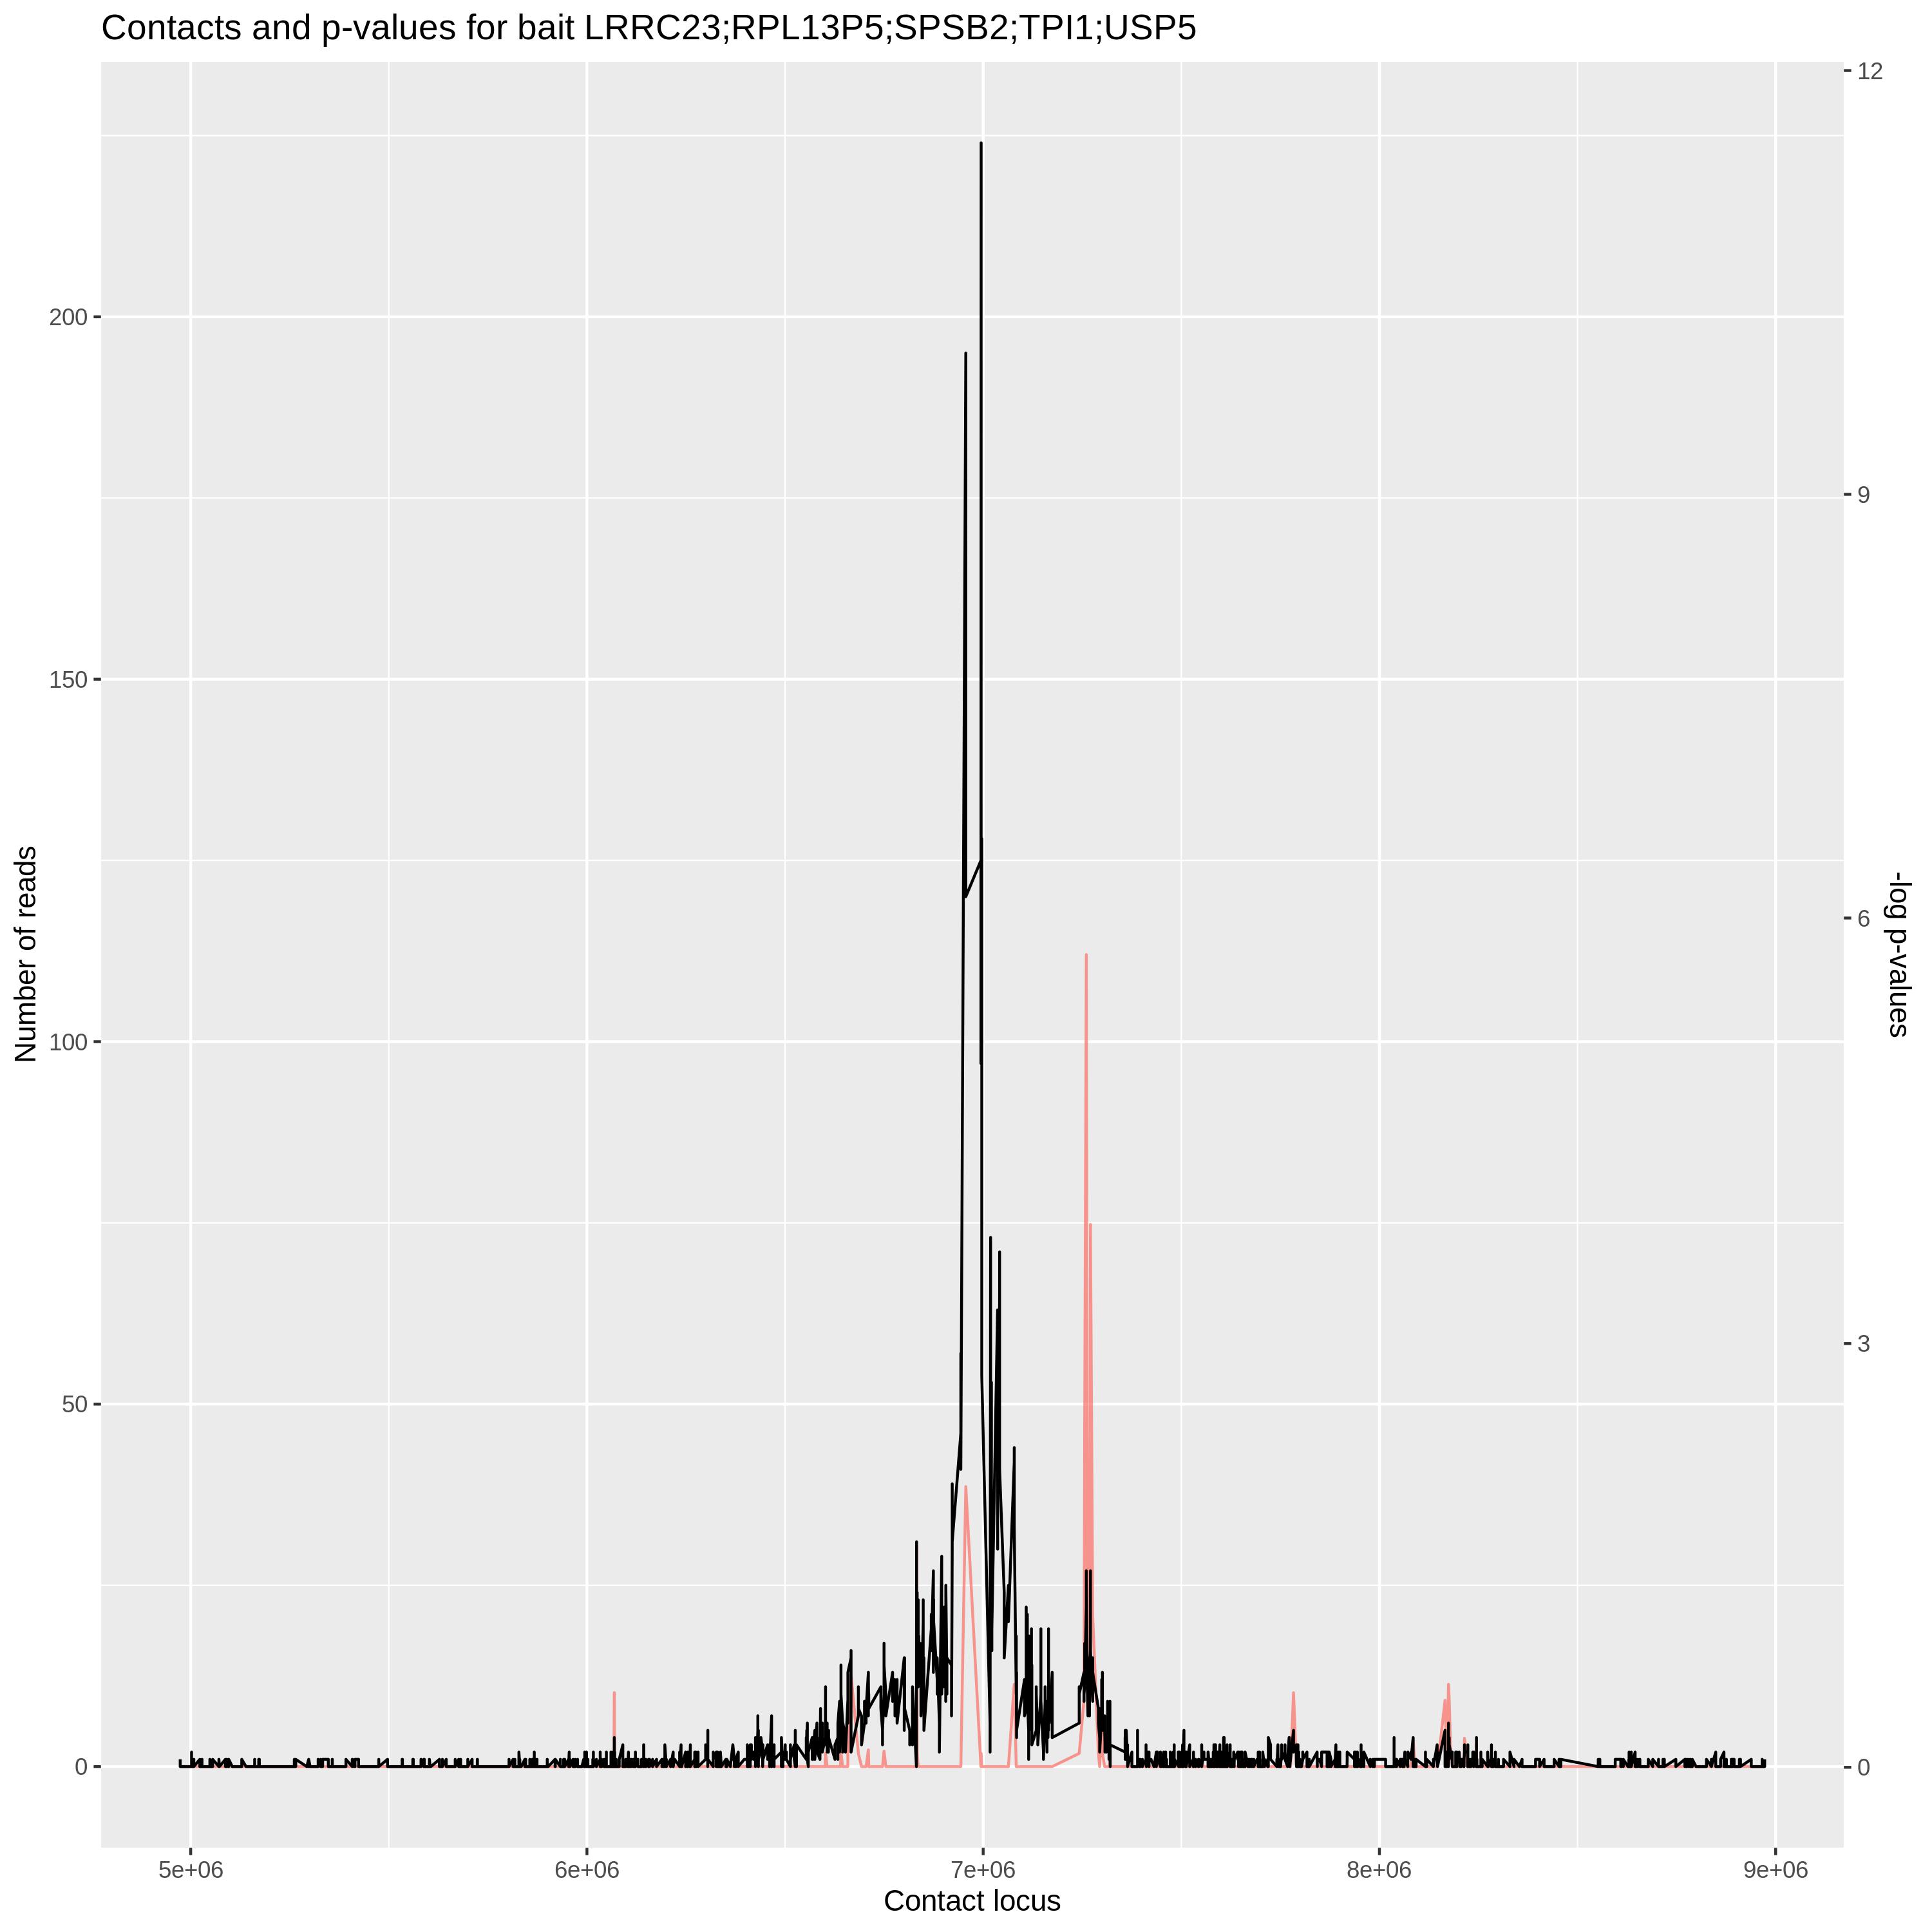 Contacts and p-values for bait LRRC23;RPL13P5;SPSB2;TPI1;USP5
12
200
9
150
Number of reads
6
-log p-values
100
3
50
0
0
5e+06
6e+06
7e+06
8e+06
9e+06
Contact locus